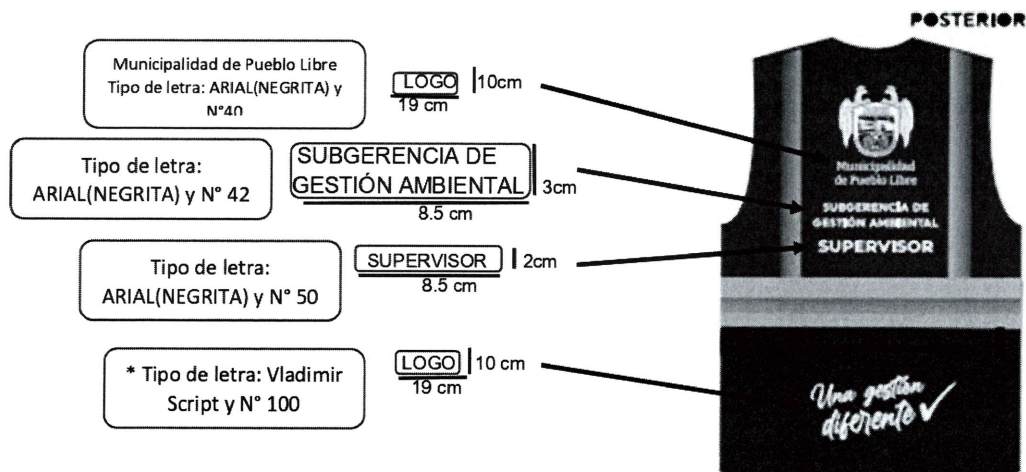 POSTERIOR
Municipalidad de Pueblo Libre
Tipo de letra: ARIAL(NEGRITA) y
N°40
LOGO
10cm
19 cm
Tipo de letra:
ARIAL(NEGRITA) y N° 42
SUBGERENCIA DE
GESTIÓN AMBIENTAL
3cm
8.5 cm
Tipo de letra:
ARIAL(NEGRITA) y N° 50
SUPERVISOR
2cm
8.5 cm
* Tipo de letra: Vladimir
Script y N° 100
LOGO
10 cm
19 cm
Municipalidad
de Pueblo Libre
SUBGERENCIA DE
GESTIÓN AMBIENTAL
SUPERVISOR
Una gestión
diferente